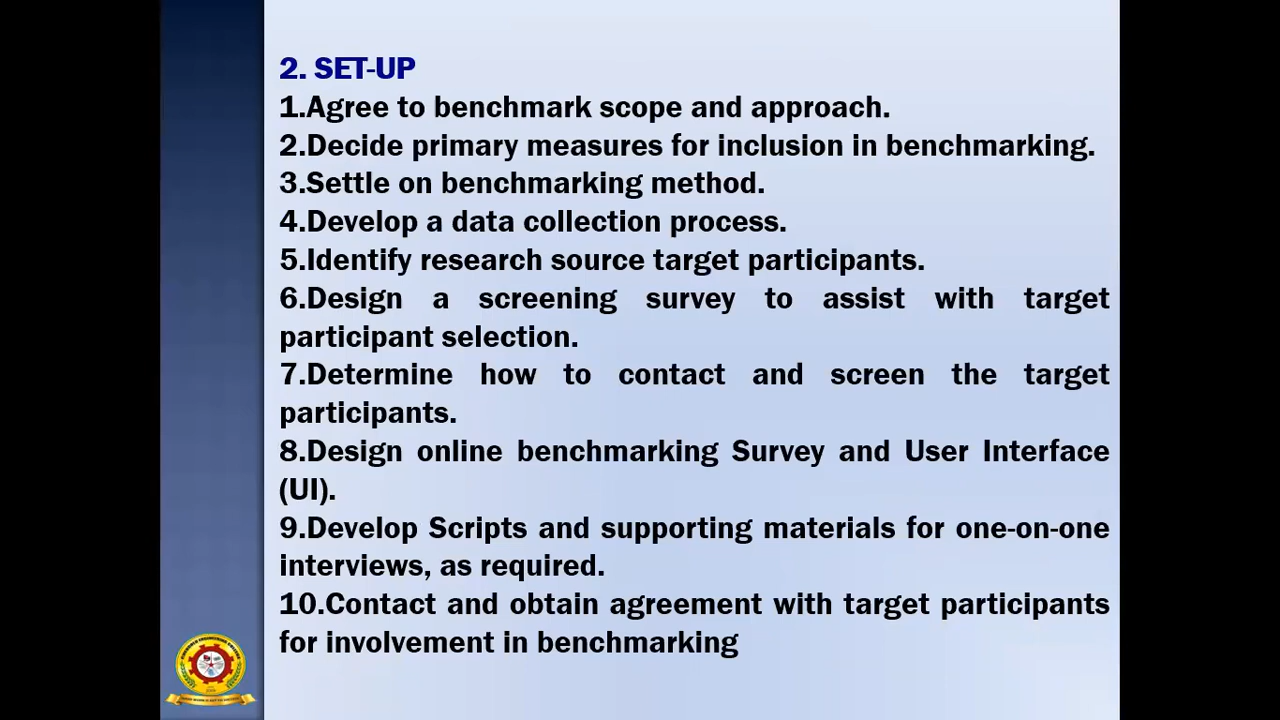 2. SET-UP
1.Agree to benchmark scope and approach.
2.Decide primary measures for inclusion in benchmarking.
3.Settle on benchmarking method.
4.Develop a data collection process.
5.Identify research source target participants.
6.Design a screening survey to assist with target
participant selection.
7.Determine how to contact and screen the target
participants.
8.Design online benchmarking Survey and User Interface
(UI).
9.Develop Scripts and supporting materials for one-on-one
interviews, as required.
10.Contact and obtain agreement with target participants
for involvement in benchmarking